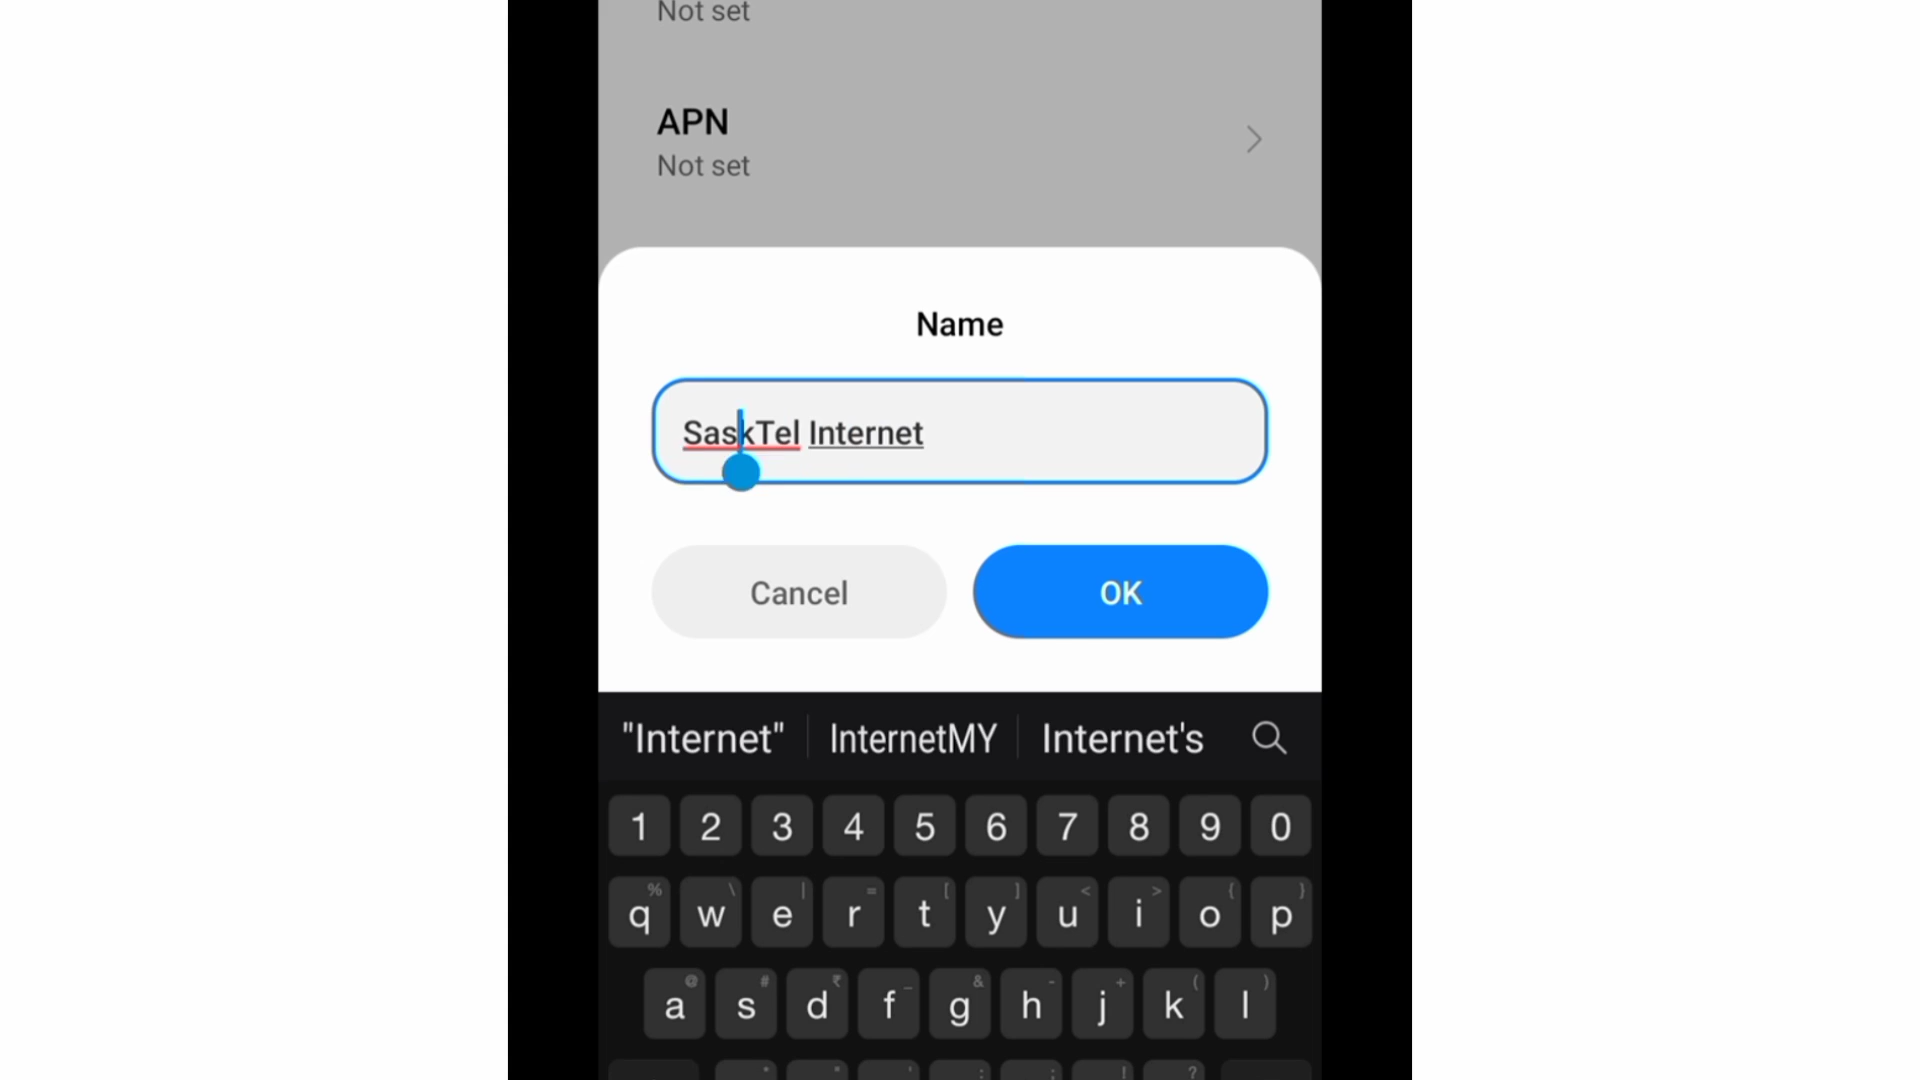 Not set
APN
Not set
Name
SaskTel Internet
Cancel OK
"Internet" InternetMY Internet's
1 2 3 4 5 6 7 8 9 0
% \ | = [ ] < > { }
q w e r t y u i o p
@ # ₹ _ & - + ( )
a s d f g h j k l
* " ' : ; ! ?